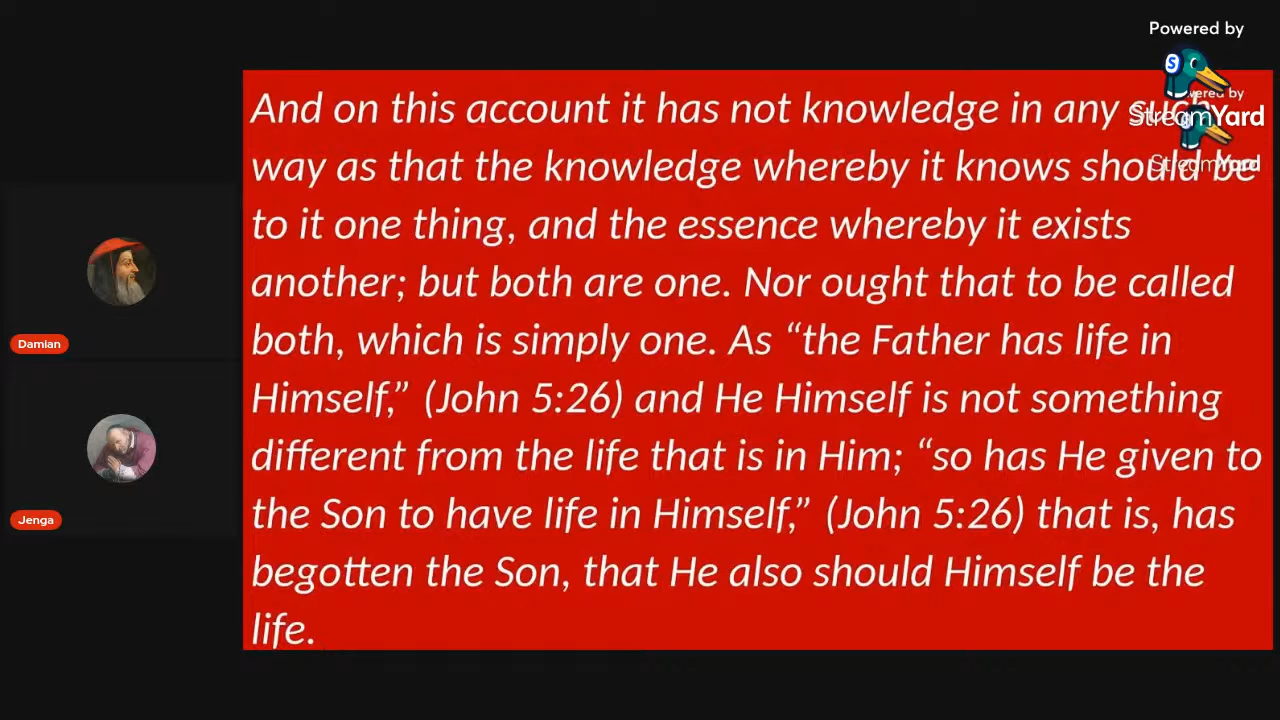 Powered by
And on this account it has not knowledge in any such
Powered by
StreamYard
way as that the knowledge whereby it knows should be
StreamYard
to it one thing, and the essence whereby it exists
another; but both are one. Nor ought that to be called
both, which is simply one. As “the Father has life in
Himself,” (John 5:26) and He Himself is not something
different from the life that is in Him; “so has He given to
the Son to have life in Himself,” (John 5:26) that is, has
begotten the Son, that He also should Himself be the
life.
Damian
Jenga